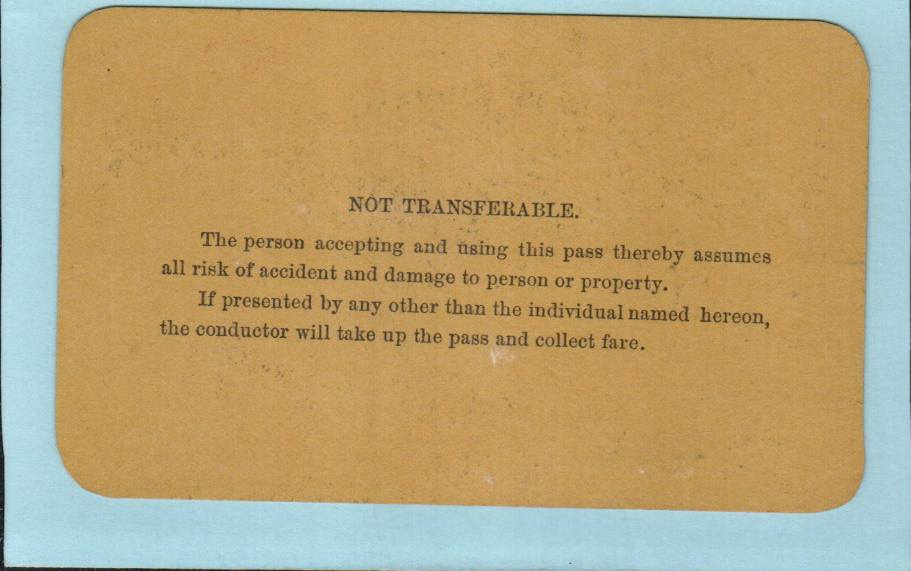 NOT TRANSFERABLE.
The person accepting and using this pass thereby assumes
all risk of accident and damage to person or property.
If presented by any other than the individual named hereon,
the conductor will take up the pass and collect fare.